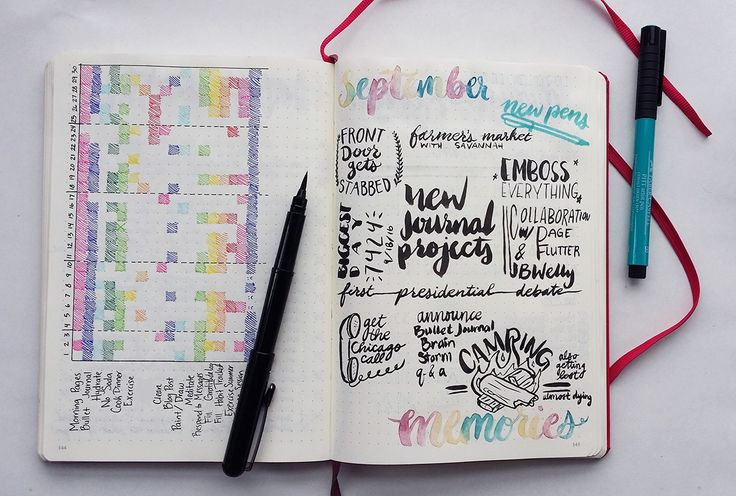 30
29
28
27
26
25
24
23
22
21
20
19
18
17
16
15
14
13
12
11
10
9
8
7
6
5
4
3
2
1
Morning Pages
Bullet Journal
Hydrate
No Soda
Cook Dinner
Exercise
Clean
Blog Post
Paint / Draw
Meditate
Respond to Messages
Fill Habit Tracker
Exercise Summer
144
september
new pens
FRONT
Door
gets
STABBED
farmer's market
WITH SAVANNAH
EMBOSS
EVERYTHING
BIGGEST
DAY
7424
9/18/16
new
journal
projects
COLLABORATION
W/ PAGE
& FLUTTER
JBWelly
first presidential debate
I get
the
Chicago
call
announce
Bullet Journal
Brain
Storm
q & a
CAMPING
also
getting
lost
almost dying
memories
145